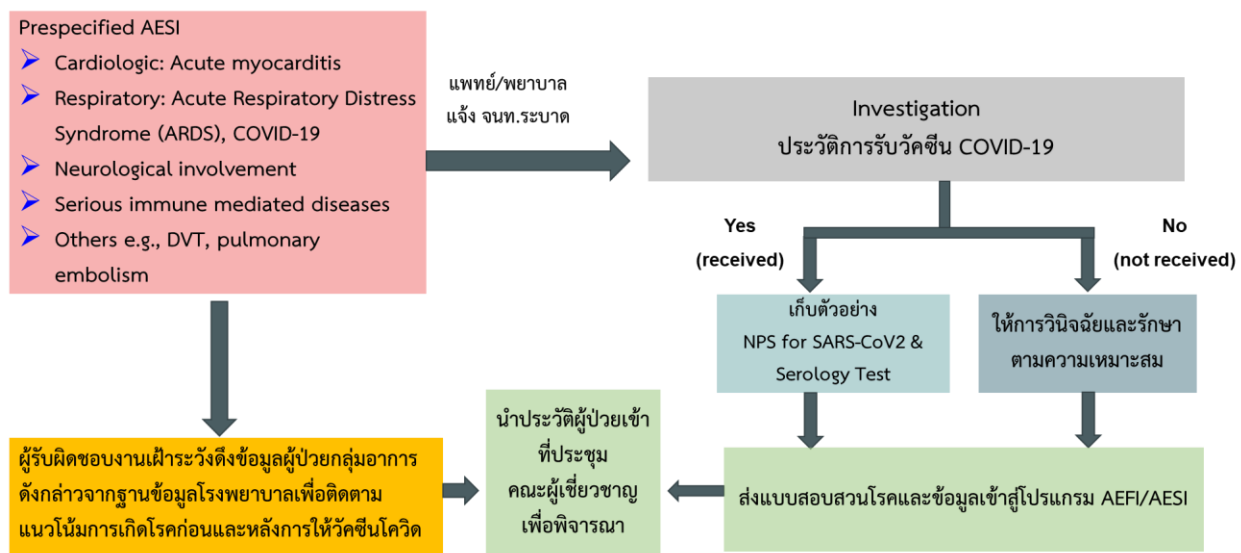 Prespecified AESI
Cardiologic: Acute myocarditis
Respiratory: Acute Respiratory Distress
Syndrome (ARDS), COVID-19
Neurological involvement
Serious immune mediated diseases
Others e.g., DVT, pulmonary
embolism
แพทย์/พยาบาล
แจ้ง จนท.ระบาด
Investigation
ประวัติการรับวัคซีน COVID-19
Yes
(received)
No
(not received)
เก็บตัวอย่าง
NPS for SARS-CoV2 &
Serology Test
ให้การวินิจฉัยและรักษา
ตามความเหมาะสม
ผู้รับผิดชอบงานเฝ้าระวังดึงข้อมูลผู้ป่วยกลุ่มอาการ
ดังกล่าวจากฐานข้อมูลโรงพยาบาลเพื่อติดตาม
แนวโน้มการเกิดโรคก่อนและหลังการให้วัคซีนโควิด
นำประวัติผู้ป่วยเข้า
ที่ประชุม
คณะผู้เชี่ยวชาญ
เพื่อพิจารณา
ส่งแบบสอบสวนโรคและข้อมูลเข้าสู่โปรแกรม AEFI/AESI